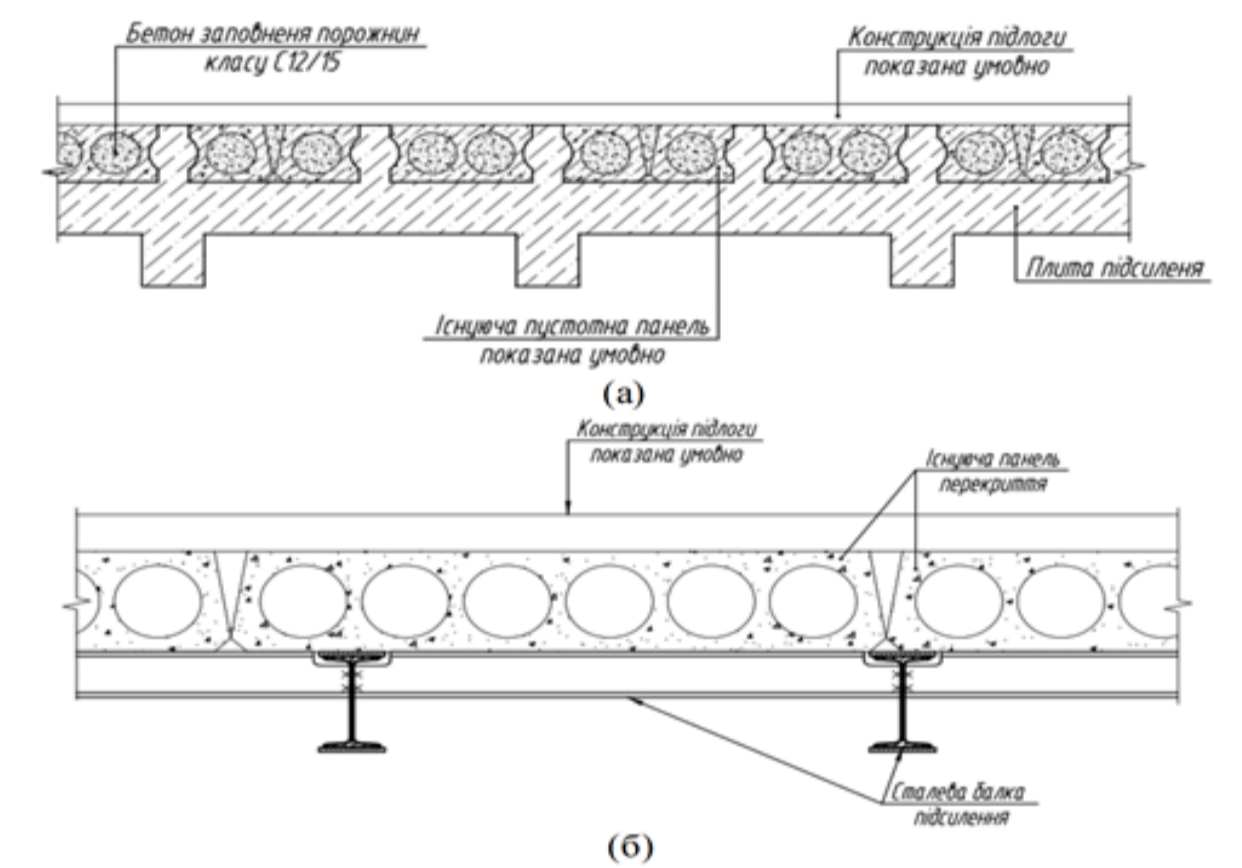 Бетон заповненя порожнин
класу С12/15
Конструкція підлоги
показана умовно
Плита підсиленя
Існуюча пустотна панель
показана умовно
(а)
Конструкція підлоги
показана умовно
Існуюча панель
перекриття
Сталева балка
підсилення
(б)